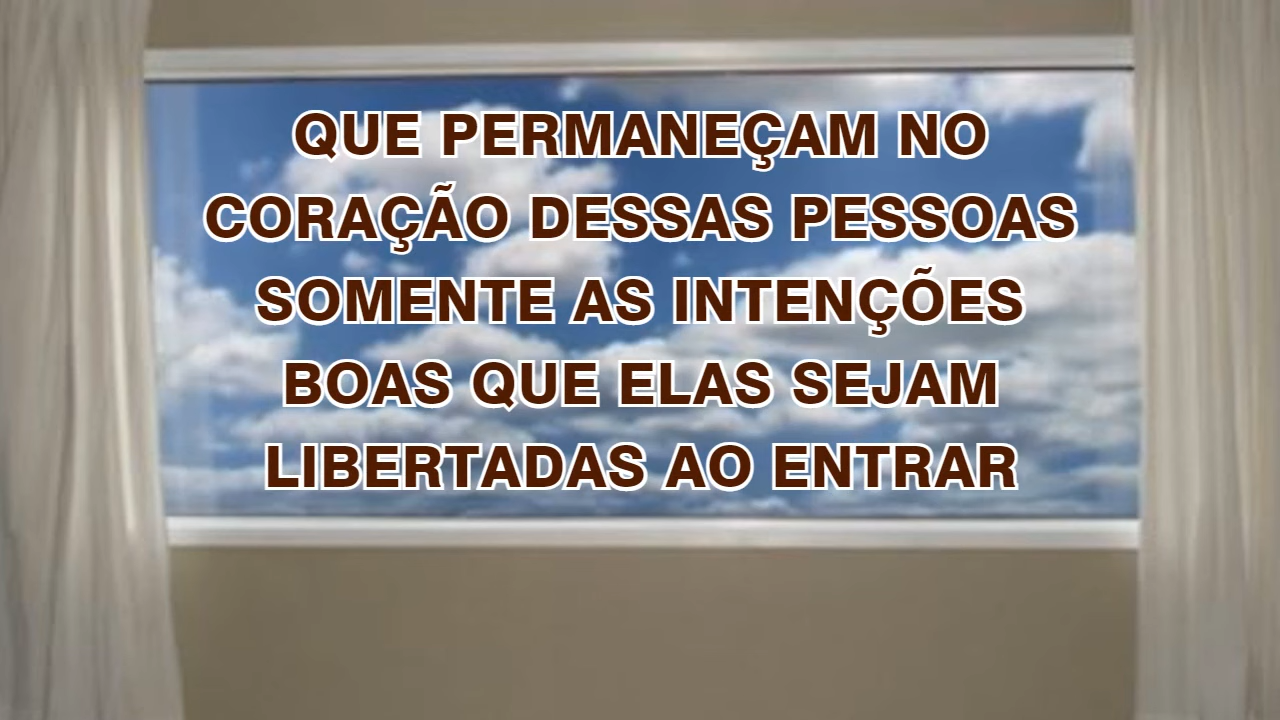 QUE PERMANEÇAM NO
CORAÇÃO DESSAS PESSOAS
SOMENTE AS INTENÇÕES
BOAS QUE ELAS SEJAM
LIBERTADAS AO ENTRAR